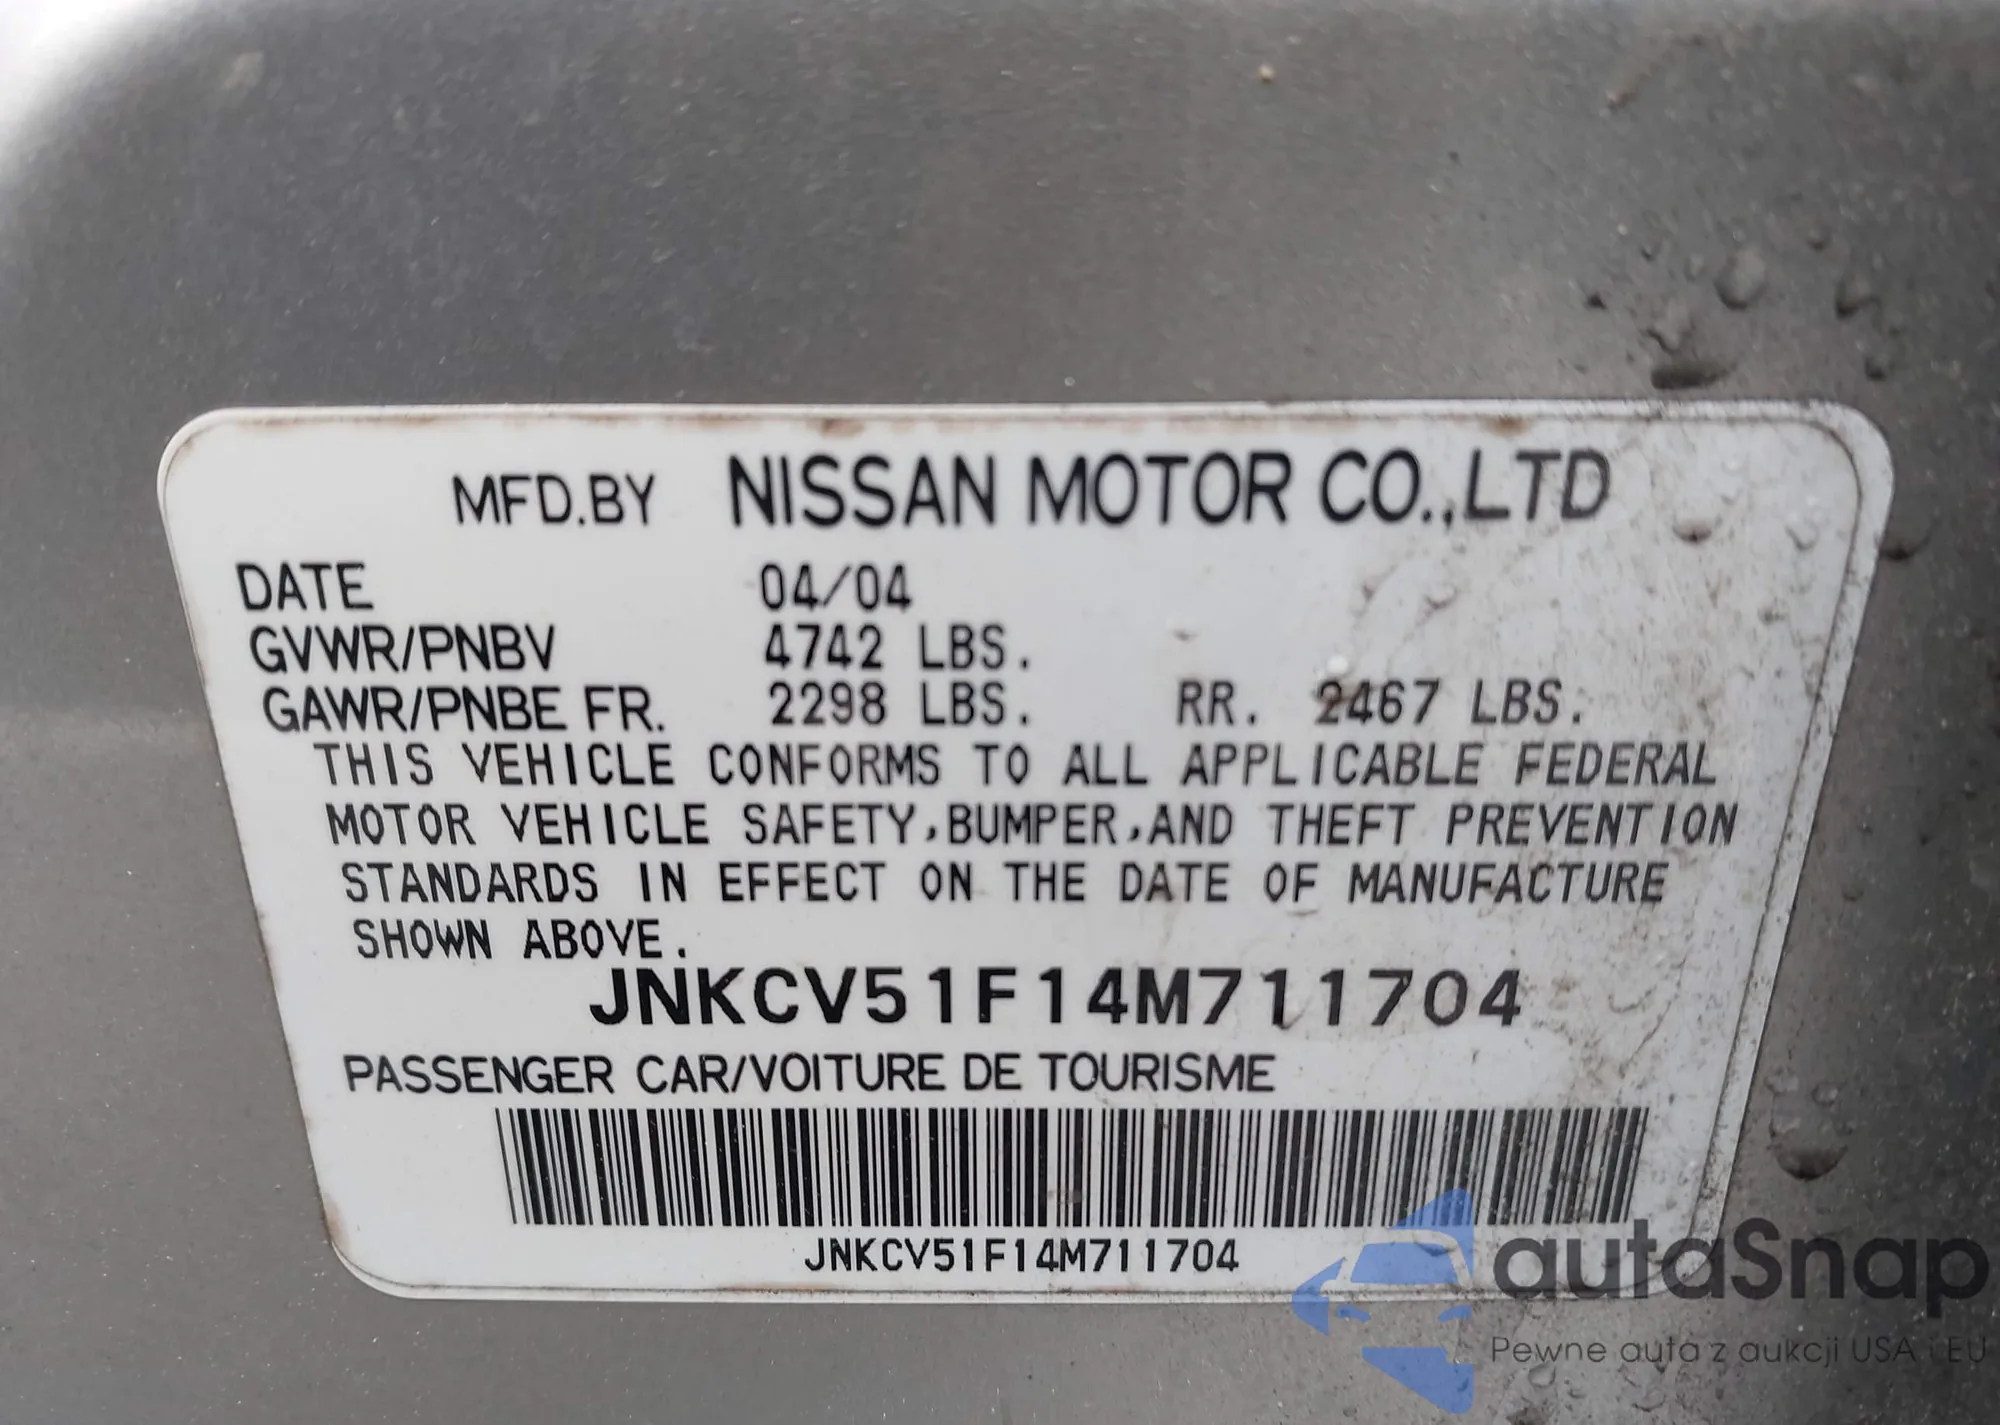 MFD.BY NISSAN MOTOR CO.,LTD
DATE 04/04
GVWR/PNBV 4742 LBS.
GAWR/PNBE FR. 2298 LBS. RR. 2467 LBS.
THIS VEHICLE CONFORMS TO ALL APPLICABLE FEDERAL
MOTOR VEHICLE SAFETY,BUMPER,AND THEFT PREVENTION
STANDARDS IN EFFECT ON THE DATE OF MANUFACTURE
SHOWN ABOVE.
JNKCV51F14M711704
PASSENGER CAR/VOITURE DE TOURISME
JNKCV51F14M711704
autaSnap
Pewne auta z aukcji USA i EU